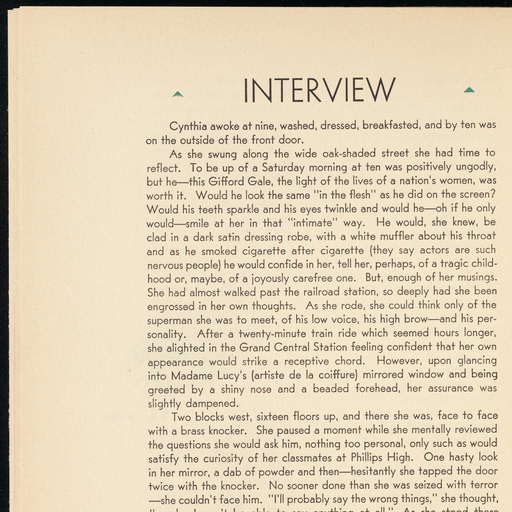 INTERVIEW
Cynthia awoke at nine, washed, dressed, breakfasted, and by ten was
on the outside of the front door.
As she swung along the wide oak-shaded street she had time to
reflect. To be up of a Saturday morning at ten was positively ungodly,
but he—this Gifford Gale, the light of the lives of a nation's women, was
worth it. Would he look the same "in the flesh" as he did on the screen?
Would his teeth sparkle and his eyes twinkle and would he—oh if he only
would—smile at her in that "intimate" way. He would, she knew, be
clad in a dark satin dressing robe, with a white muffler about his throat
and as he smoked cigarette after cigarette (they say actors are such
nervous people) he would confide in her, tell her, perhaps, of a tragic child-
hood or, maybe, of a joyously carefree one. But, enough of her musings.
She had almost walked past the railroad station, so deeply had she been
engrossed in her own thoughts. As she rode, she could think only of the
superman she was to meet, of his low voice, his high brow—and his per-
sonality. After a twenty-minute train ride which seemed hours longer,
she alighted in the Grand Central Station feeling confident that her own
appearance would strike a receptive chord. However, upon glancing
into Madame Lucy's (artiste de la coiffure) mirrored window and being
greeted by a shiny nose and a beaded forehead, her assurance was
slightly dampened.
Two blocks west, sixteen floors up, and there she was, face to face
with a brass knocker. She paused a moment while she mentally reviewed
the questions she would ask him, nothing too personal, only such as would
satisfy the curiosity of her classmates at Phillips High. One hasty look
in her mirror, a dab of powder and then—hesitantly she tapped the door
twice with the knocker. No sooner done than she was seized with terror
—she couldn't face him. "I'll probably say the wrong things," she thought,